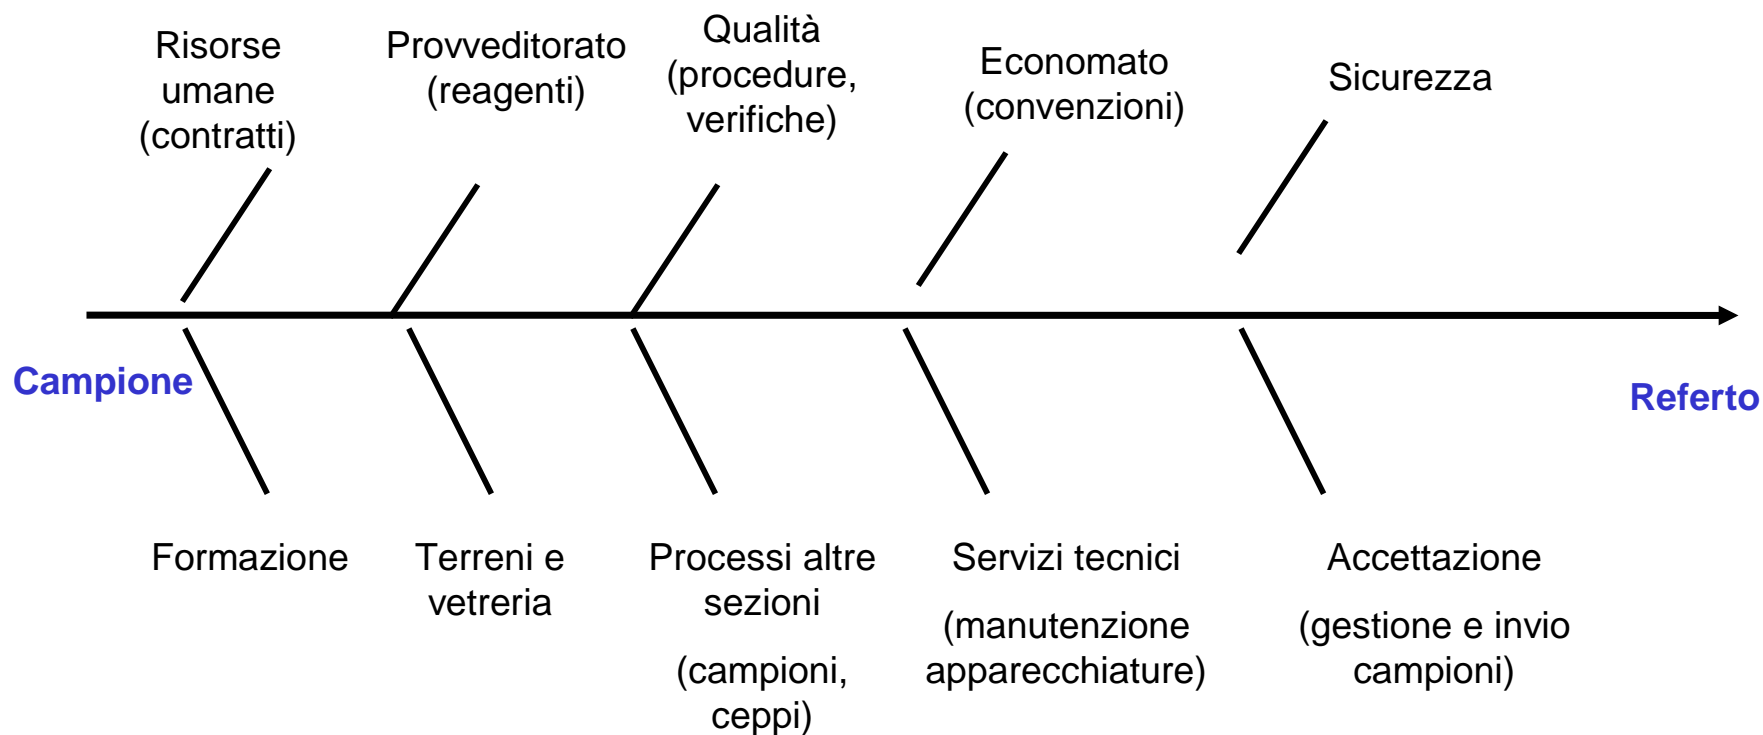 Risorse
umane
(contratti)
Provveditorato
(reagenti)
Qualità
(procedure,
verifiche)
Economato
(convenzioni)
Sicurezza
Campione
Referto
Formazione
Terreni e
vetreria
Processi altre
sezioni
(campioni,
ceppi)
Servizi tecnici
(manutenzione
apparecchiature)
Accettazione
(gestione e invio
campioni)